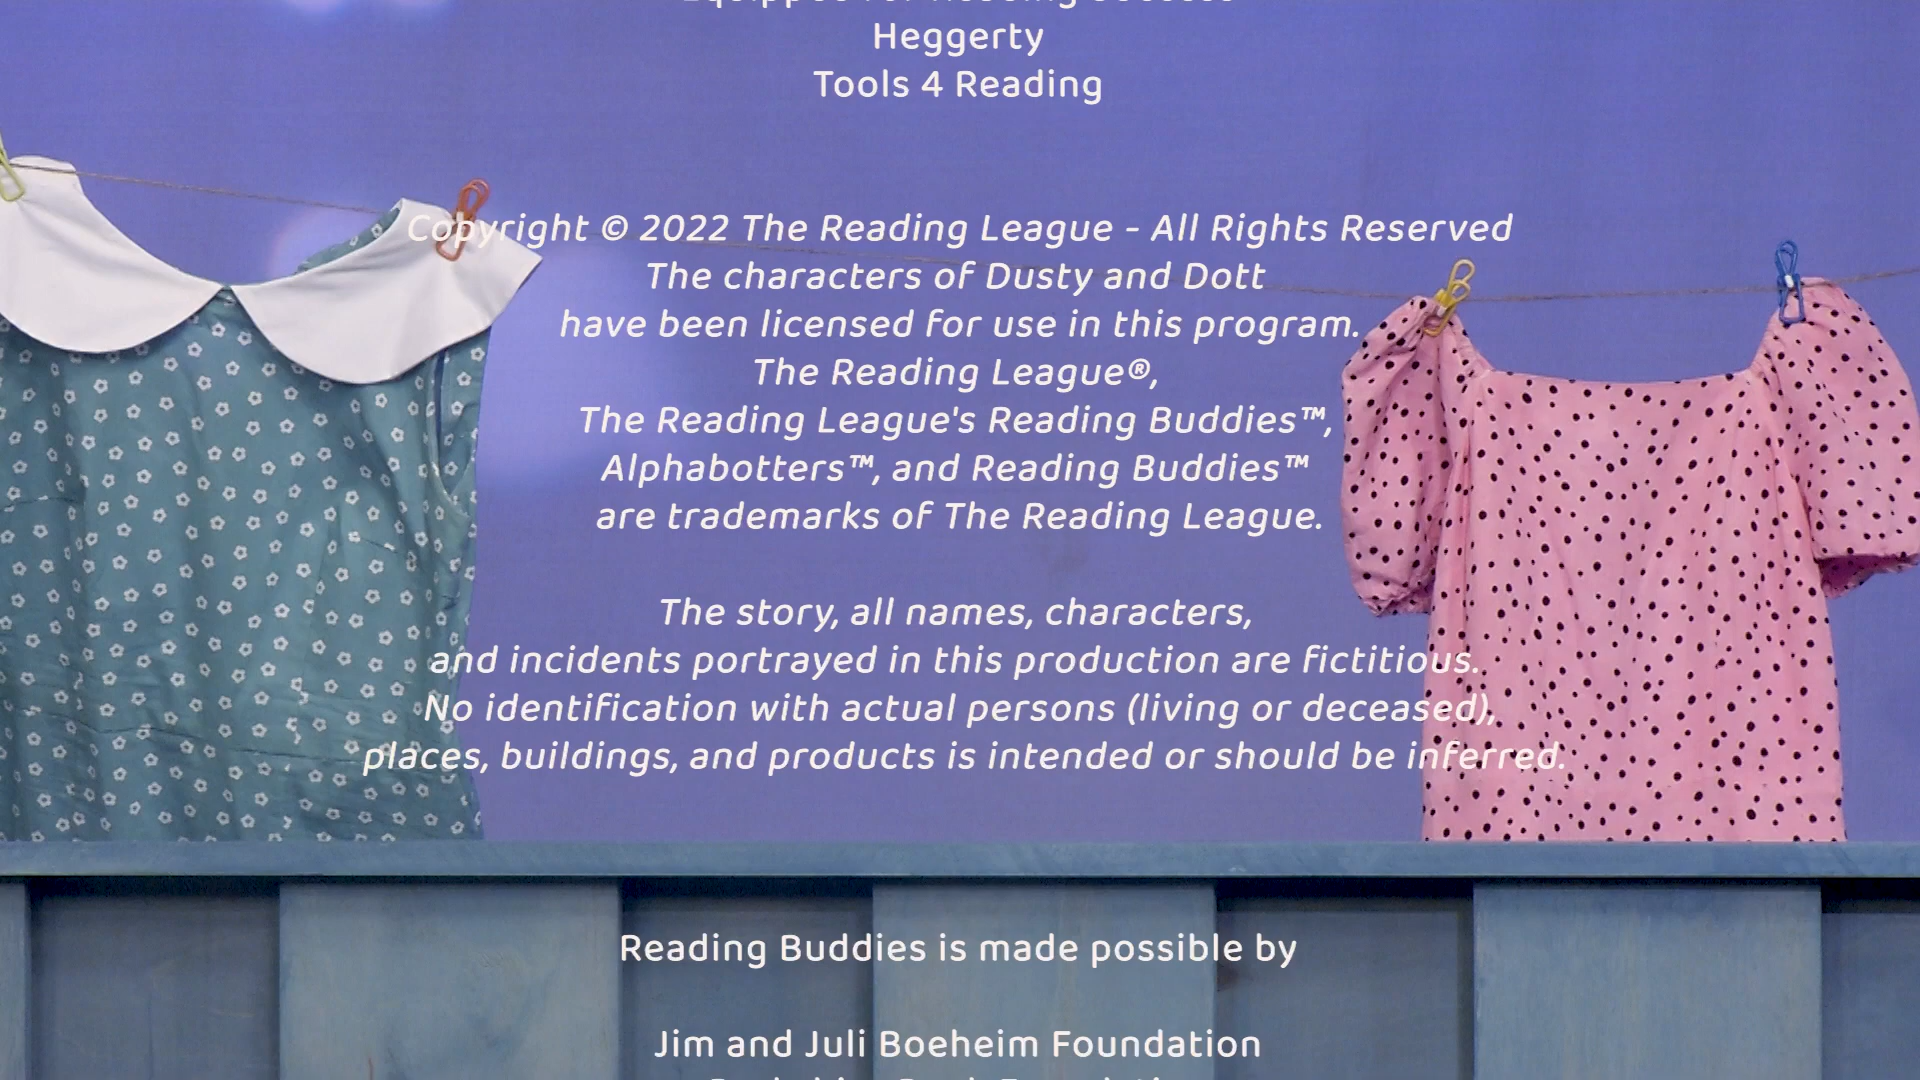 Heggerty
Tools 4 Reading
Copyright © 2022 The Reading League - All Rights Reserved
The characters of Dusty and Dott
have been licensed for use in this program.
The Reading League®,
The Reading League's Reading Buddies™,
Alphabotters™, and Reading Buddies™
are trademarks of The Reading League.
The story, all names, characters,
and incidents portrayed in this production are fictitious.
No identification with actual persons (living or deceased),
places, buildings, and products is intended or should be inferred.
Reading Buddies is made possible by
Jim and Juli Boeheim Foundation